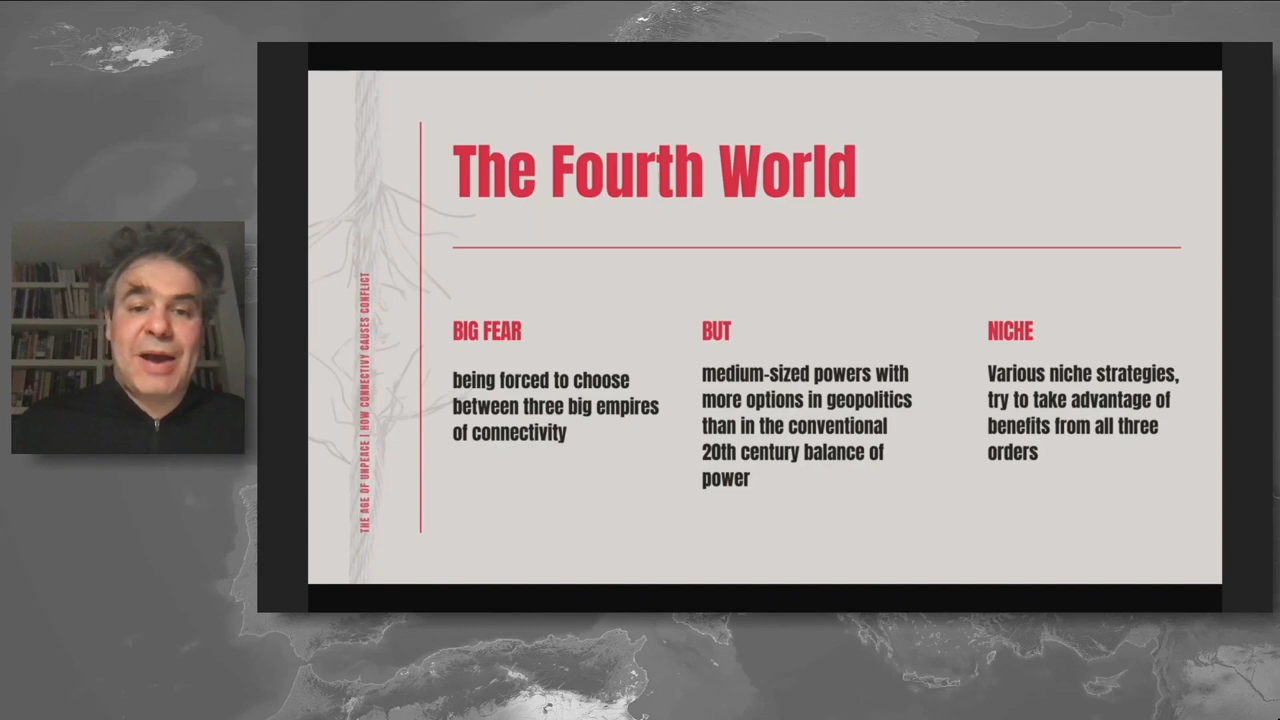 The Fourth World
BIG FEAR
being forced to choose
between three big empires
of connectivity
BUT
medium-sized powers with
more options in geopolitics
than in the conventional
20th century balance of
power
NICHE
Various niche strategies,
try to take advantage of
benefits from all three
orders
THE AGE OF UNPEACE | HOW CONNECTIVY CAUSES CONFLICT